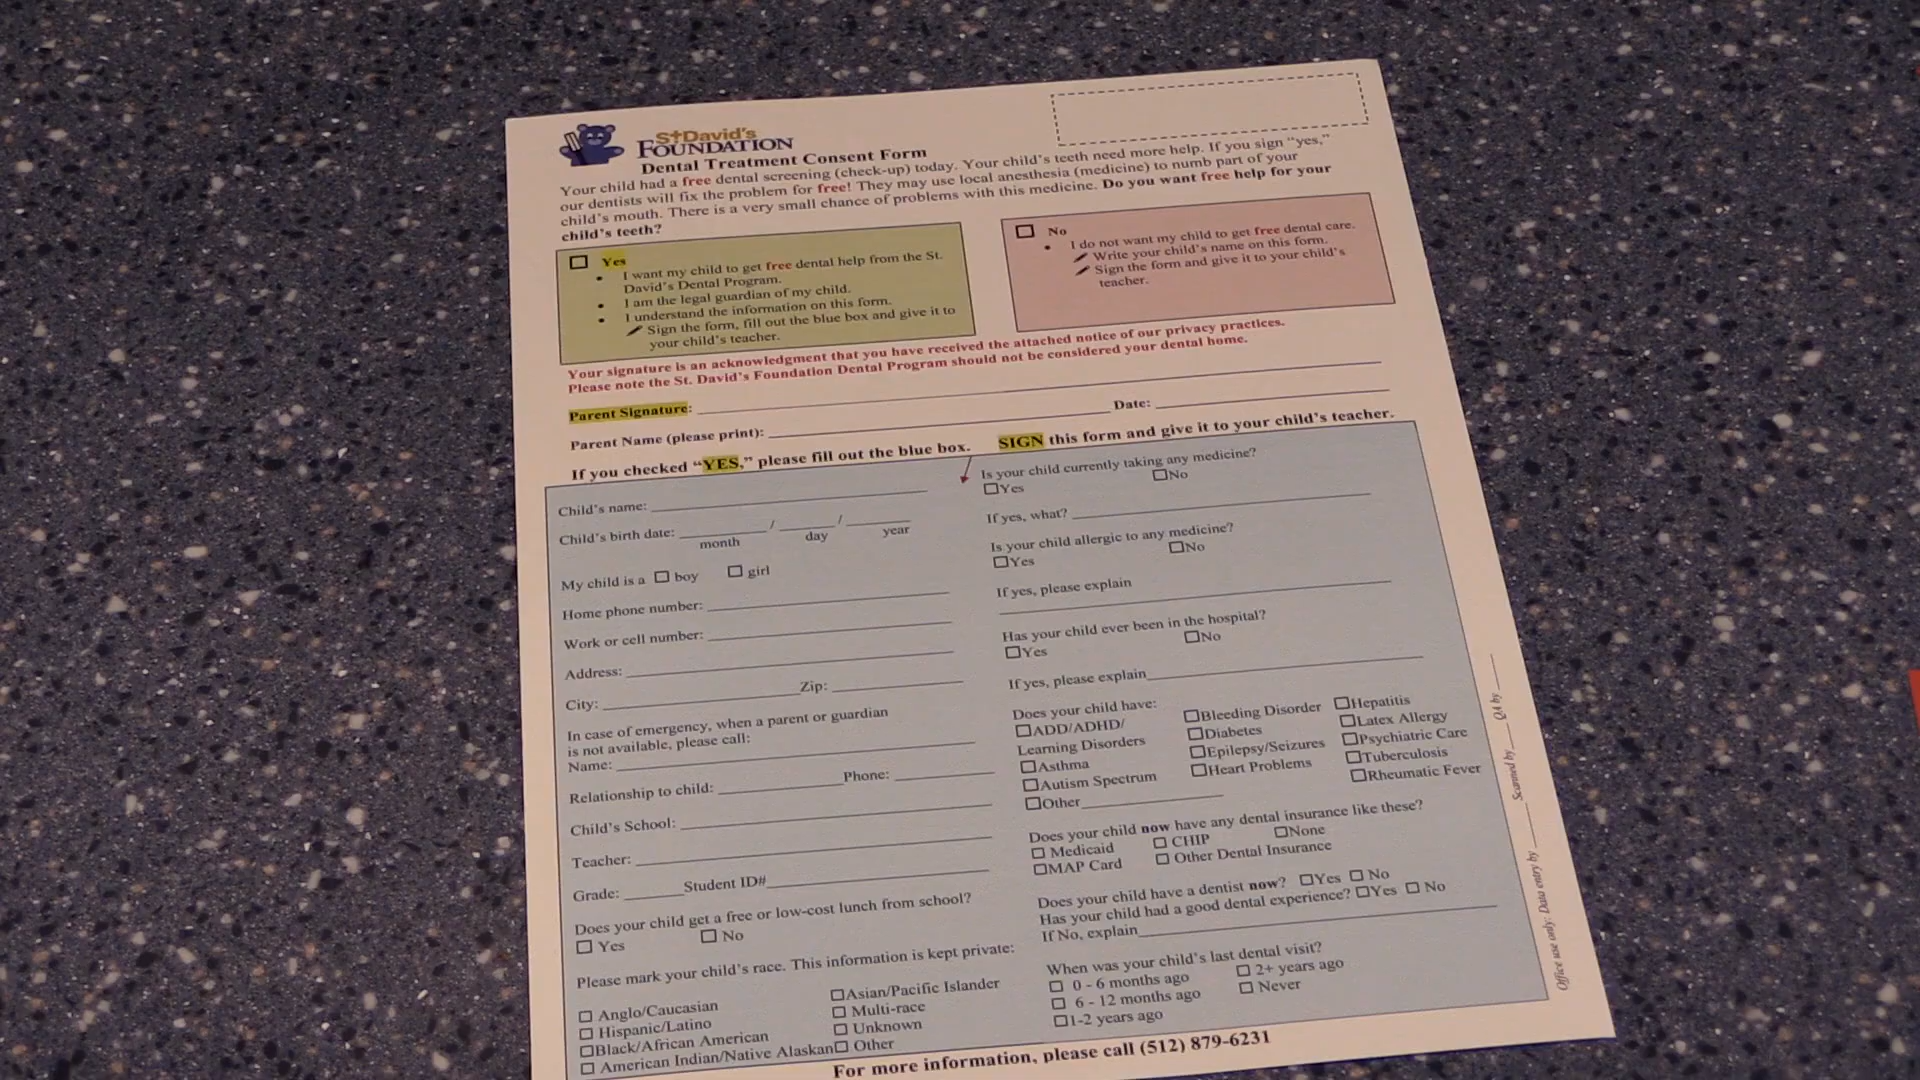 St David's
FOUNDATION
Dental Treatment Consent Form
Your child had a free dental screening (check-up) today. Your child's teeth need more help. If you sign "yes,"
our dentists will fix the problem for free! They may use local anesthesia (medicine) to numb part of your
child's mouth. There is a very small chance of problems with this medicine. Do you want free help for your
child's teeth?
Yes
• I want my child to get free dental help from the St.
David's Dental Program.
• I am the legal guardian of my child.
• I understand the information on this form.
Sign the form, fill out the blue box and give it to
your child's teacher.
No
• I do not want my child to get free dental care.
Write your child's name on this form.
Sign the form and give it to your child's
teacher.
Your signature is an acknowledgment that you have received the attached notice of our privacy practices.
Please note the St. David's Foundation Dental Program should not be considered your dental home.
Parent Signature:
Parent Name (please print): Date:
If you checked "YES," please fill out the blue box. SIGN this form and give it to your child's teacher.
Child's name:
Child's birth date: / /
month day year
My child is a boy girl
Home phone number:
Work or cell number:
Address:
City: Zip:
In case of emergency, when a parent or guardian
is not available, please call:
Name:
Relationship to child: Phone:
Child's School:
Teacher:
Grade: Student ID#
Does your child get a free or low-cost lunch from school?
Yes No
Please mark your child's race. This information is kept private:
Anglo/Caucasian
Hispanic/Latino
Black/African American
American Indian/Native Alaskan
Asian/Pacific Islander
Multi-race
Unknown
Other
Is your child currently taking any medicine?
Yes No
If yes, what?
Is your child allergic to any medicine?
Yes No
If yes, please explain
Has your child ever been in the hospital?
Yes No
If yes, please explain
Does your child have:
ADD/ADHD/
Learning Disorders
Asthma
Autism Spectrum
Other
Bleeding Disorder
Diabetes
Epilepsy/Seizures
Heart Problems
Hepatitis
Latex Allergy
Psychiatric Care
Tuberculosis
Rheumatic Fever
Does your child now have any dental insurance like these?
Medicaid CHIP None
MAP Card Other Dental Insurance
Does your child have a dentist now? Yes No
Has your child had a good dental experience? Yes No
If No, explain
When was your child's last dental visit?
0 - 6 months ago 2+ years ago
6 - 12 months ago Never
1-2 years ago
For more information, please call (512) 879-6231
Office use only: Data entry by Scanned by QA by